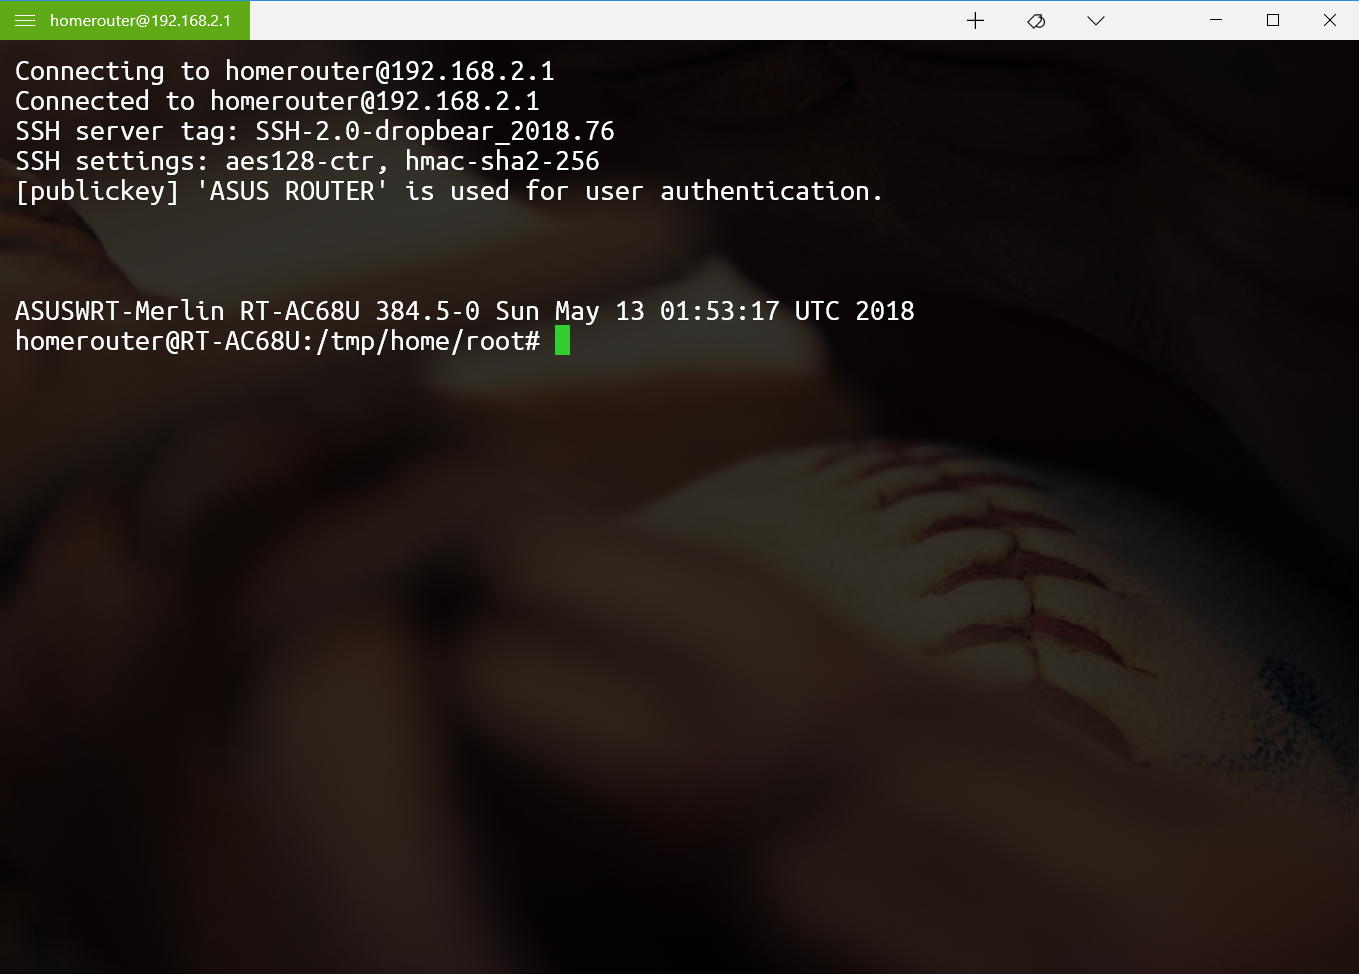 homerouter@192.168.2.1
Connecting to homerouter@192.168.2.1
Connected to homerouter@192.168.2.1
SSH server tag: SSH-2.0-dropbear_2018.76
SSH settings: aes128-ctr, hmac-sha2-256
[publickey] 'ASUS ROUTER' is used for user authentication.
ASUSWRT-Merlin RT-AC68U 384.5-0 Sun May 13 01:53:17 UTC 2018
homerouter@RT-AC68U:/tmp/home/root#